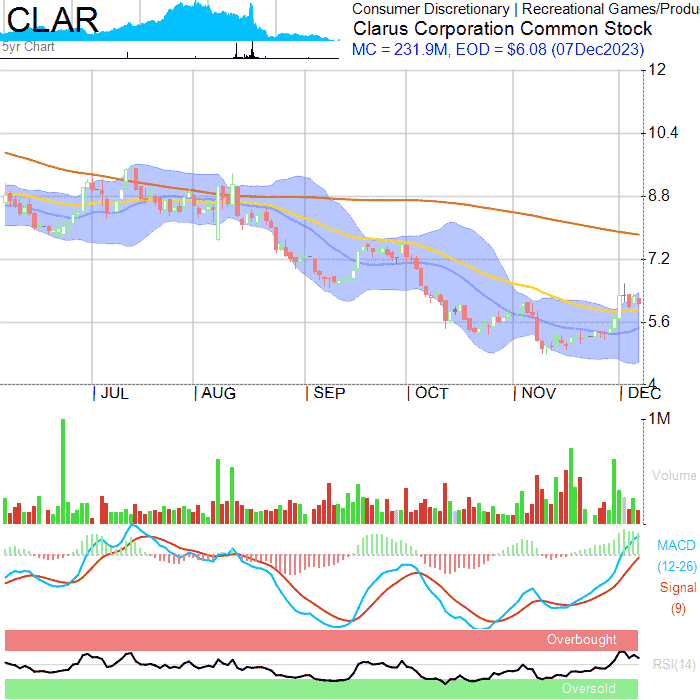 CLAR
5yr Chart
Consumer Discretionary | Recreational Games/Produ
Clarus Corporation Common Stock
MC = 231.9M, EOD = $6.08 (07Dec2023)
12
10.4
8.8
7.2
5.6
4
JUL AUG SEP OCT NOV DEC
1M
Volume
MACD
(12-26)
Signal
(9)
Overbought
RSI(14)
Oversold